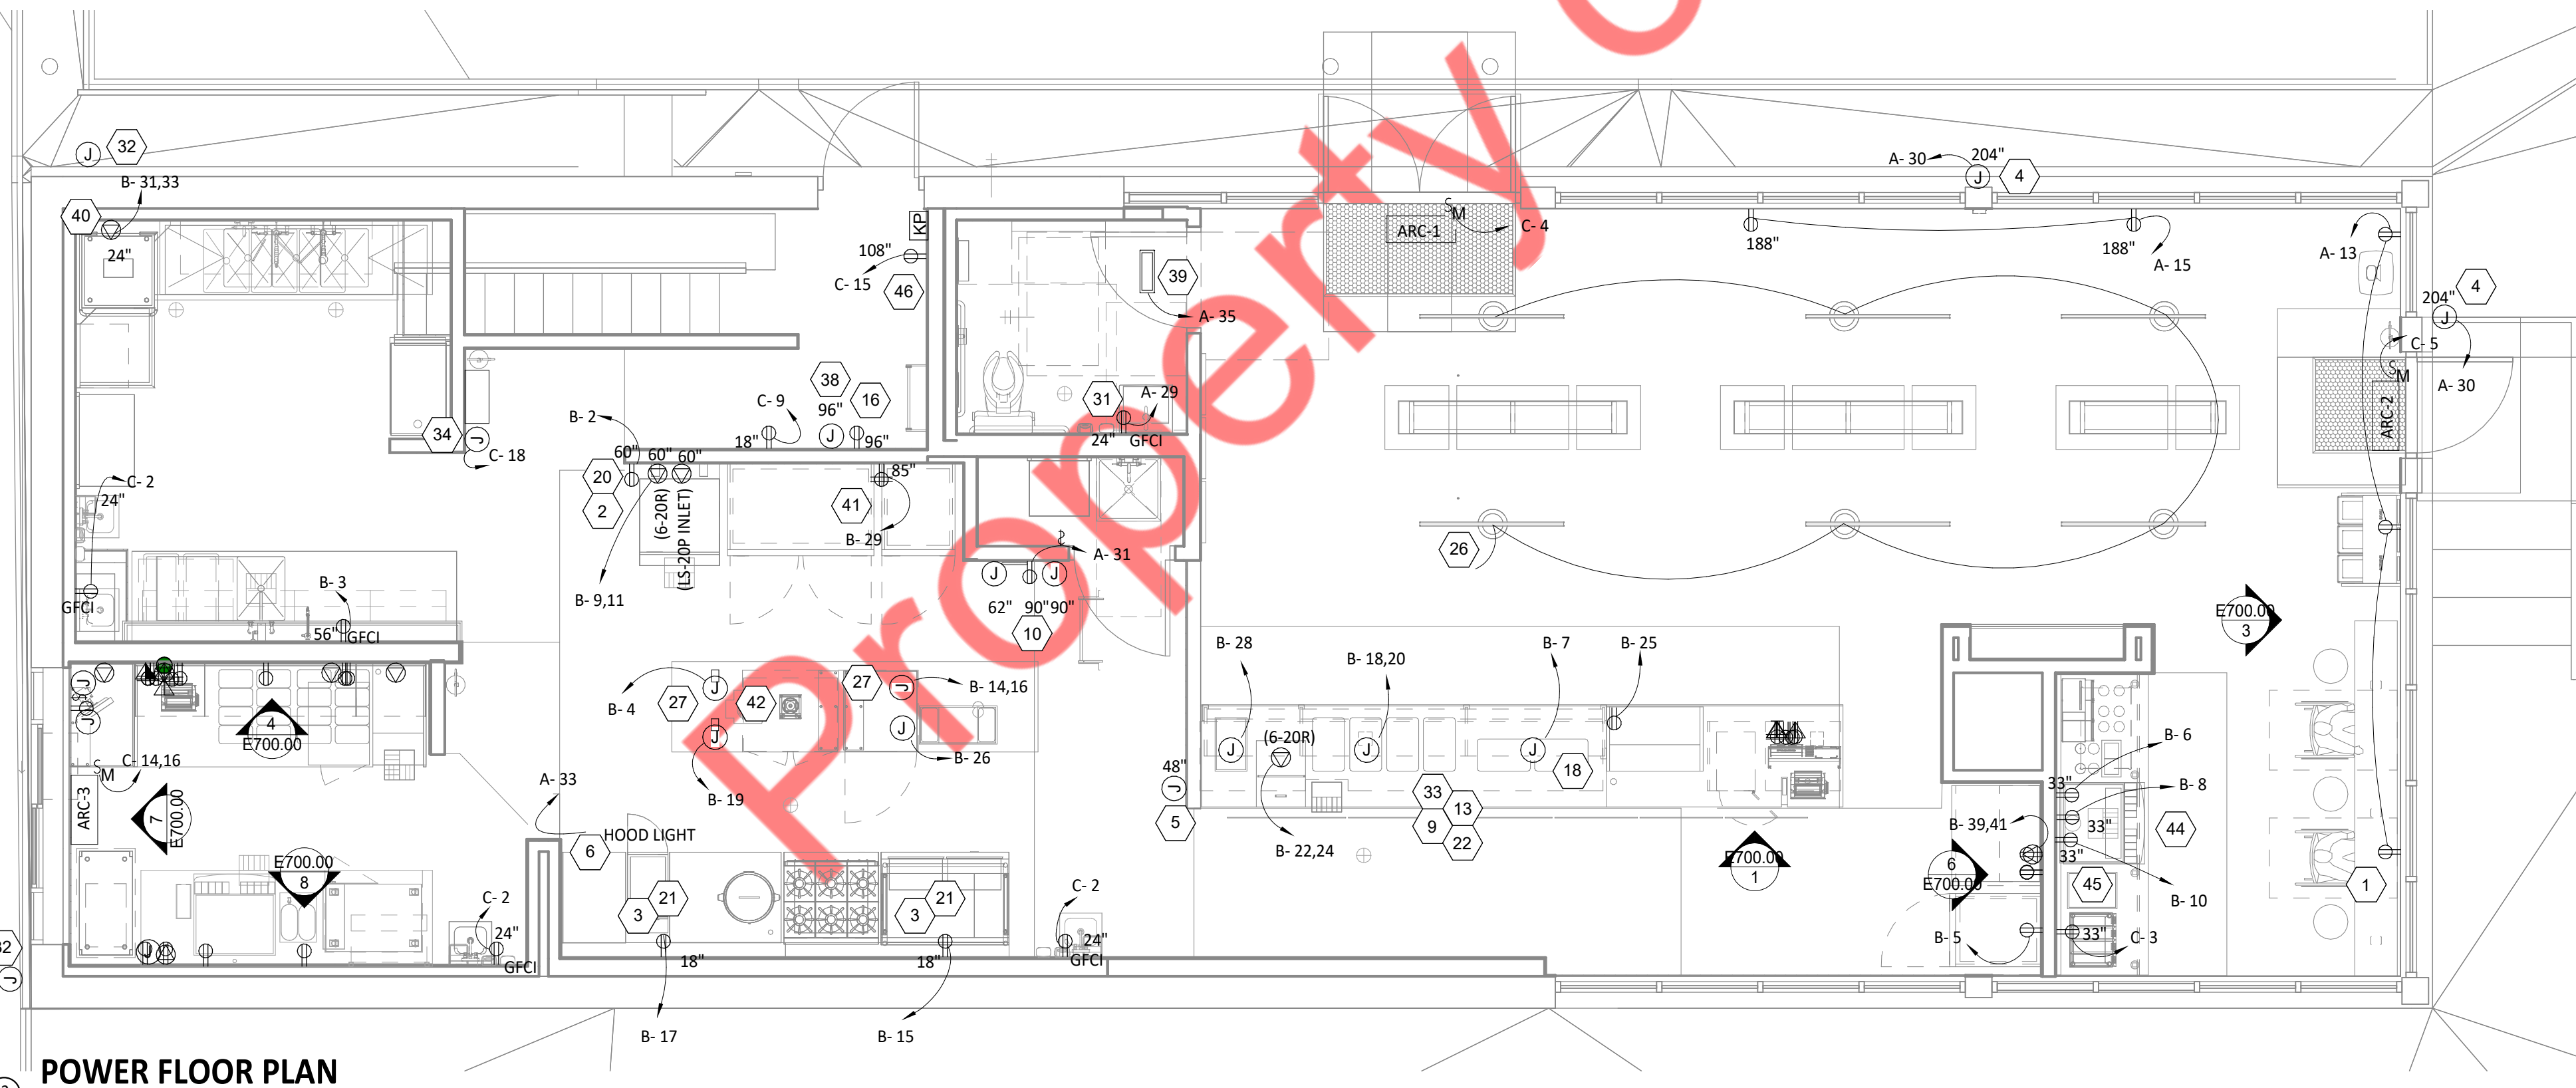 Property O
32
J
B- 31,33
40
24"
108"
C- 15
46
KP
39
A- 35
ARC-1
S
M
C- 4
A- 30
204"
J
4
188"
188"
A- 15
A- 13
4
204"
J
A- 30
C- 5
S
M
ARC-2
34
J
C- 18
C- 2
24"
GFCI
B- 3
56"
GFCI
B- 2
C- 9
38
96"
16
18"
J
96"
31
A- 29
24"
GFCI
60"
60"
60"
20
2
(6-20R)
(LS-20P INLET)
B- 9,11
41
85"
B- 29
A- 31
J
J
62"
90"
90"
10
26
E700.00
3
J
J
4
E700.00
C- 14,16
S
M
ARC-3
7
E700.00
E700.00
8
J
C- 2
24"
GFCI
32
J
J
B- 4
27
42
27
J
B- 14,16
J
B- 19
J
B- 26
A- 33
6
HOOD LIGHT
3
21
3
21
18"
18"
B- 17
B- 15
C- 2
24"
GFCI
48"
J
5
B- 28
B- 18,20
B- 7
B- 25
J
(6-20R)
J
J
18
B- 22,24
33
13
9
22
E700.00
1
B- 39,41
6
E700.00
B- 5
33"
33"
33"
33"
B- 6
B- 8
44
45
B- 10
C- 3
1
POWER FLOOR PLAN